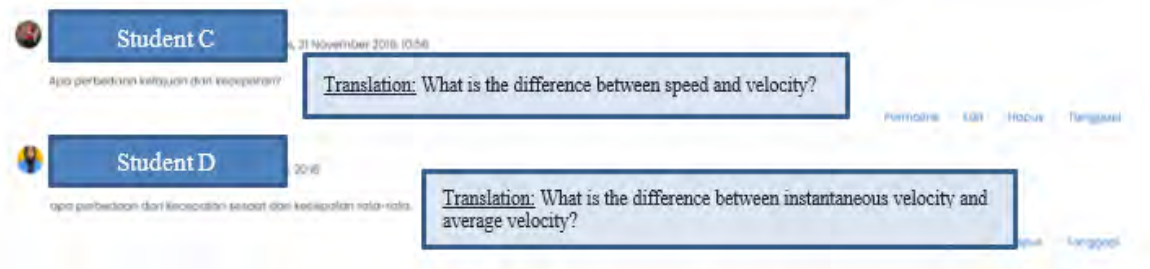 Student C
, 21 November 2018, 10:56
Apa perbedaan kelajuan dan kecepatan?
Translation: What is the difference between speed and velocity?
Permalink Edit Hapus Tanggapi
Student D
, 2018
apa perbedaan dari kecepatan sesaat dan kecepatan rata-rata.
Translation: What is the difference between instantaneous velocity and
average velocity?
Tanggapi